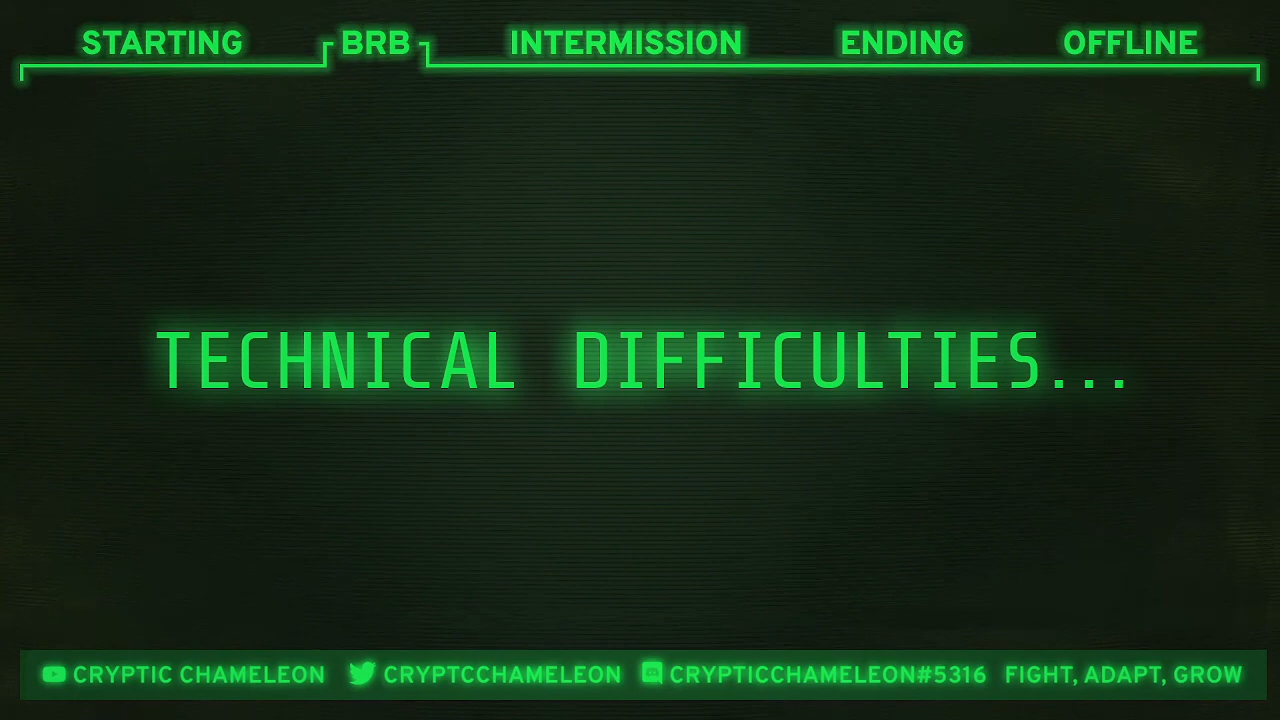 STARTING BRB INTERMISSION ENDING OFFLINE
TECHNICAL DIFFICULTIES...
CRYPTIC CHAMELEON CRYPTCCHAMELEON CRYPTICCHAMELEON#5316 FIGHT, ADAPT, GROW